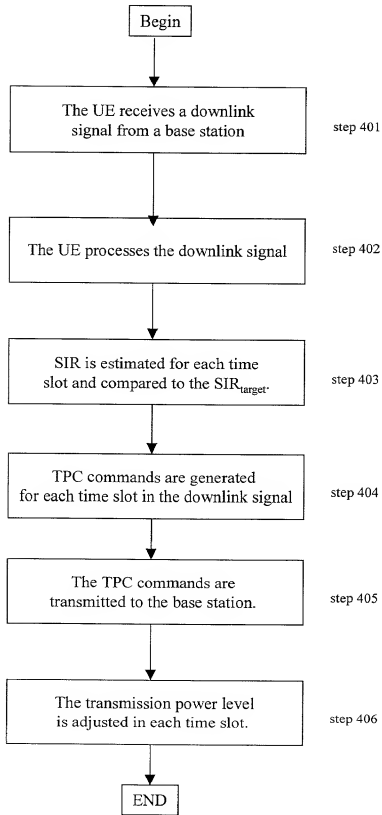 Begin
The UE receives a downlink
signal from a base station
step 401
The UE processes the downlink signal
step 402
SIR is estimated for each time
slot and compared to the SIRtarget.
step 403
TPC commands are generated
for each time slot in the downlink signal
step 404
The TPC commands are
transmitted to the base station.
step 405
The transmission power level
is adjusted in each time slot.
step 406
END